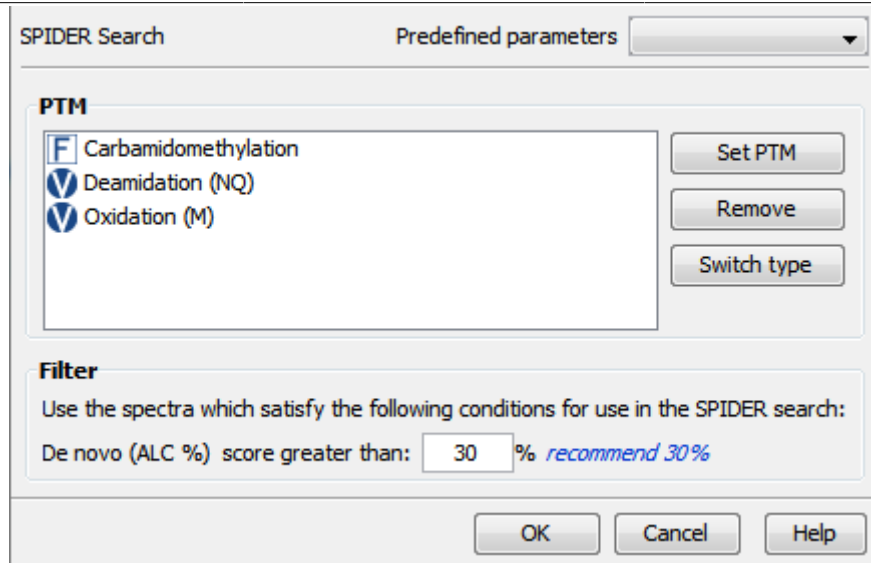 SPIDER Search Predefined parameters
PTM
F Carbamidomethylation Set PTM
V Deamidation (NQ) Remove
V Oxidation (M) Switch type
Filter
Use the spectra which satisfy the following conditions for use in the SPIDER search:
De novo (ALC %) score greater than: 30 % recommend 30%
OK Cancel Help